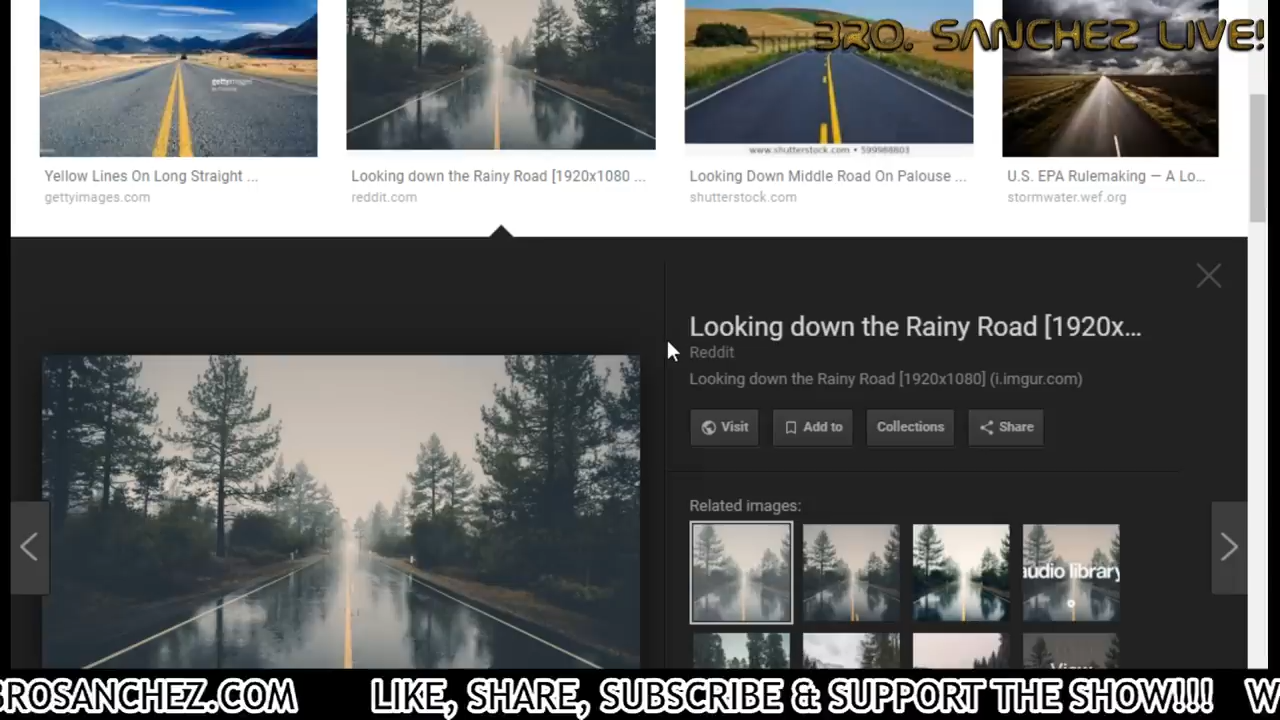 BRO. SANCHEZ LIVE!
gettyimages
www.shutterstock.com • 599988803
Yellow Lines On Long Straight ...
Looking down the Rainy Road [1920x1080 ...
Looking Down Middle Road On Palouse ...
U.S. EPA Rulemaking — A Lo...
gettyimages.com
reddit.com
shutterstock.com
stormwater.wef.org
Looking down the Rainy Road [1920x...
Reddit
Looking down the Rainy Road [1920x1080] (i.imgur.com)
Visit
Add to
Collections
Share
Related images:
audio library
View
BROSANCHEZ.COM LIKE, SHARE, SUBSCRIBE & SUPPORT THE SHOW!!! W